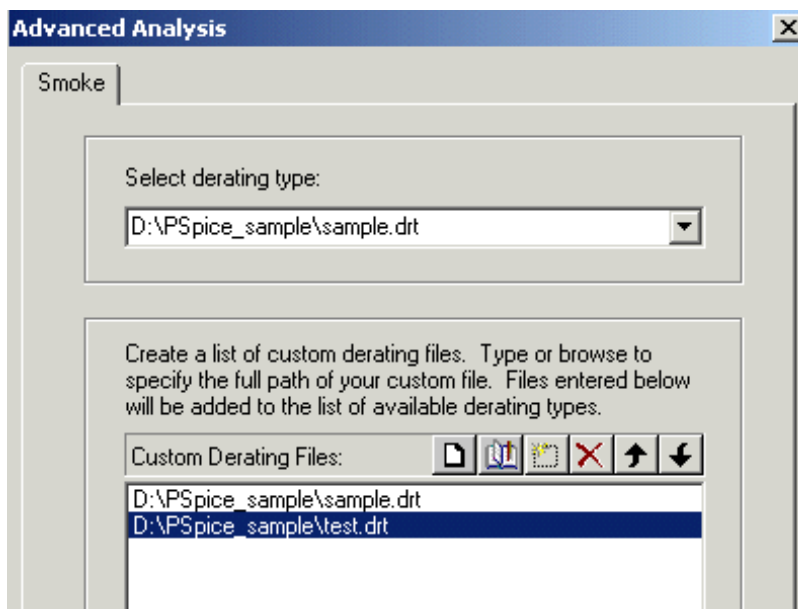 Advanced Analysis
Smoke
Select derating type:
D:\PSpice_sample\sample.drt
Create a list of custom derating files.  Type or browse to
specify the full path of your custom file.  Files entered below
will be added to the list of available derating types.
Custom Derating Files:
D:\PSpice_sample\sample.drt
D:\PSpice_sample\test.drt